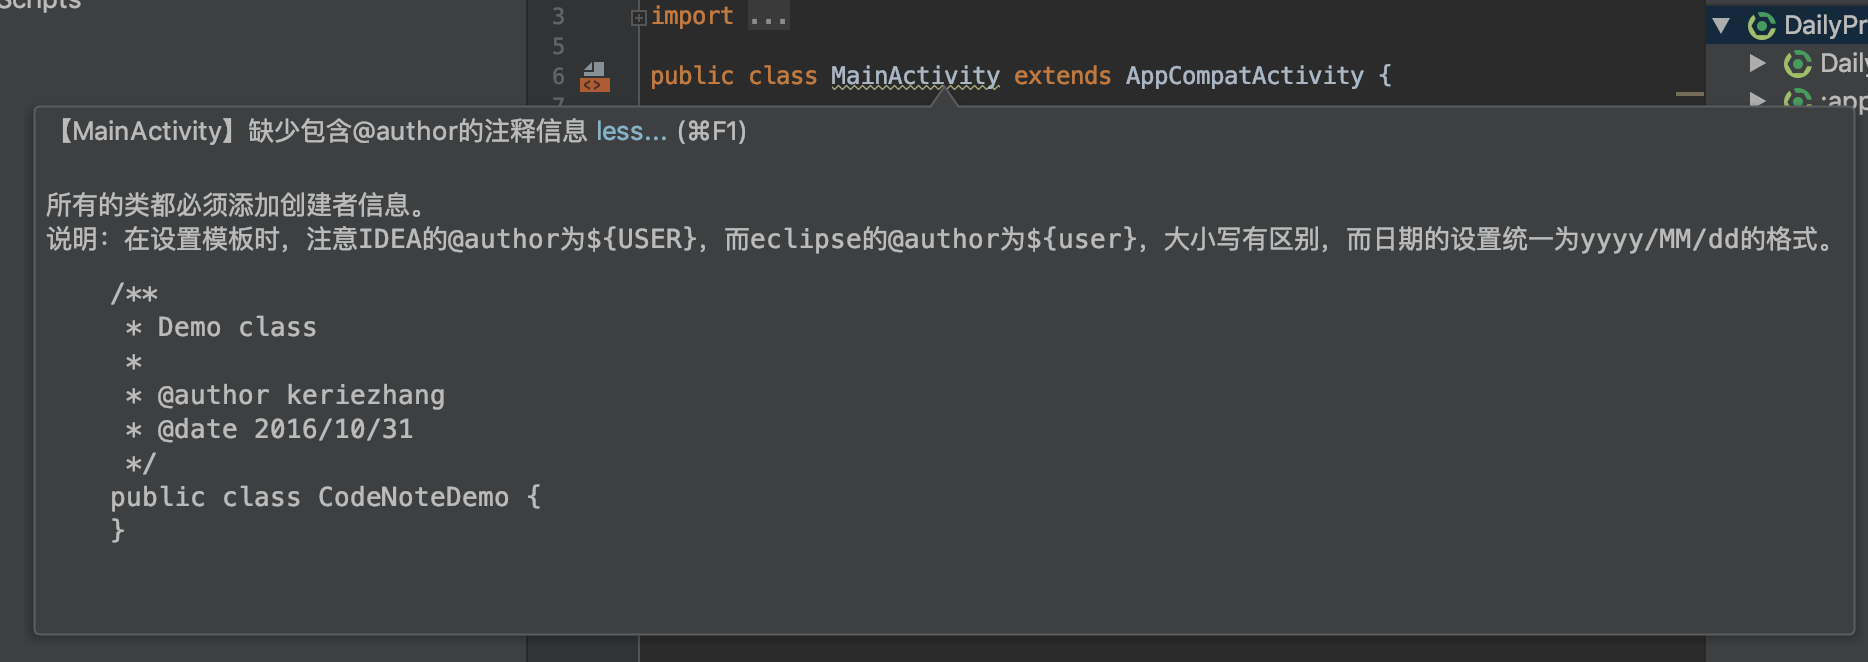 Scripts
3 import ...
5
6 public class MainActivity extends AppCompatActivity {
7
DailyPr
Daily
:app
【MainActivity】缺少包含@author的注释信息 less... (⌘F1)
所有的类都必须添加创建者信息。
说明：在设置模板时，注意IDEA的@author为${USER}，而eclipse的@author为${user}，大小写有区别，而日期的设置统一为yyyy/MM/dd的格式。
/**
* Demo class
*
* @author keriezhang
* @date 2016/10/31
*/
public class CodeNoteDemo {
}